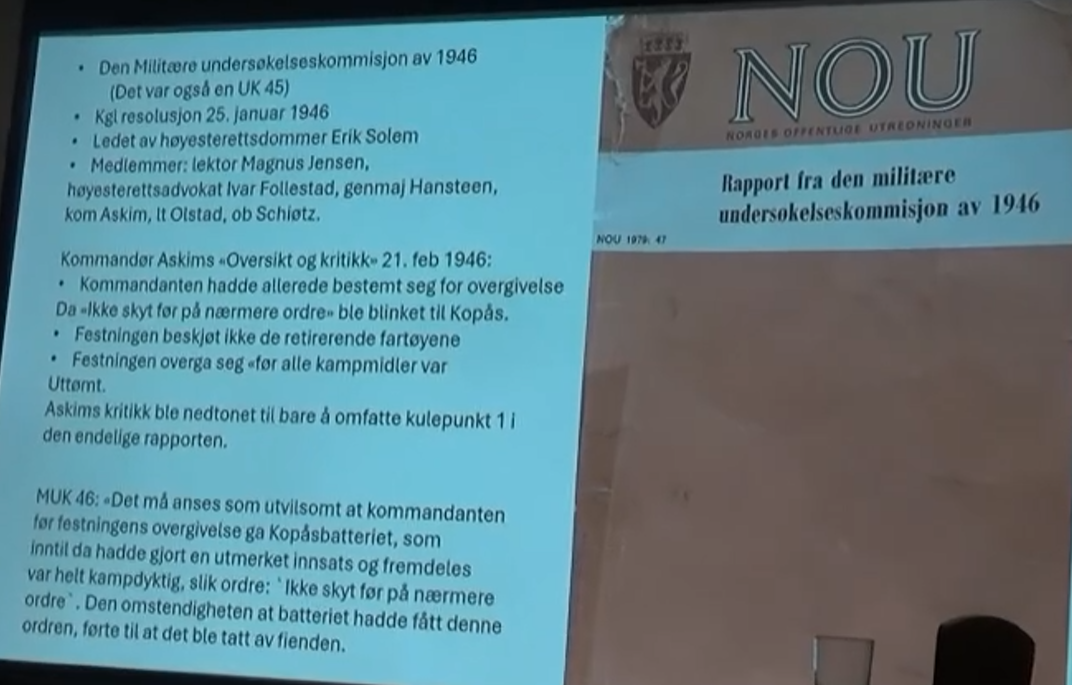 • Den Militære undersøkelseskommisjon av 1946
(Det var også en UK 45)
• Kgl resolusjon 25. januar 1946
• Ledet av høyesterettsdommer Erik Solem
• Medlemmer: lektor Magnus Jensen,
høyesterettsadvokat Ivar Follestad, genmaj Hansteen,
kom Askim, lt Olstad, ob Schiøtz.
Kommandør Askims «Oversikt og kritikk» 21. feb 1946:
• Kommandanten hadde allerede bestemt seg for overgivelse
Da «Ikke skyt før på nærmere ordre» ble blinket til Kopås.
• Festningen beskjøt ikke de retirerende fartøyene
• Festningen overga seg «før alle kampmidler var
Uttømt.
Askims kritikk ble nedtonet til bare å omfatte kulepunkt 1 i
den endelige rapporten.
MUK 46: «Det må anses som utvilsomt at kommandanten
før festningens overgivelse ga Kopåsbatteriet, som
inntil da hadde gjort en utmerket innsats og fremdeles
var helt kampdyktig, slik ordre: `Ikke skyt før på nærmere
ordre`. Den omstendigheten at batteriet hadde fått denne
ordren, førte til at det ble tatt av fienden.
NOU
NORGES OFFENTLIGE UTREDNINGER
Rapport fra den militære
undersøkelseskommisjon av 1946
NOU 1979: 47